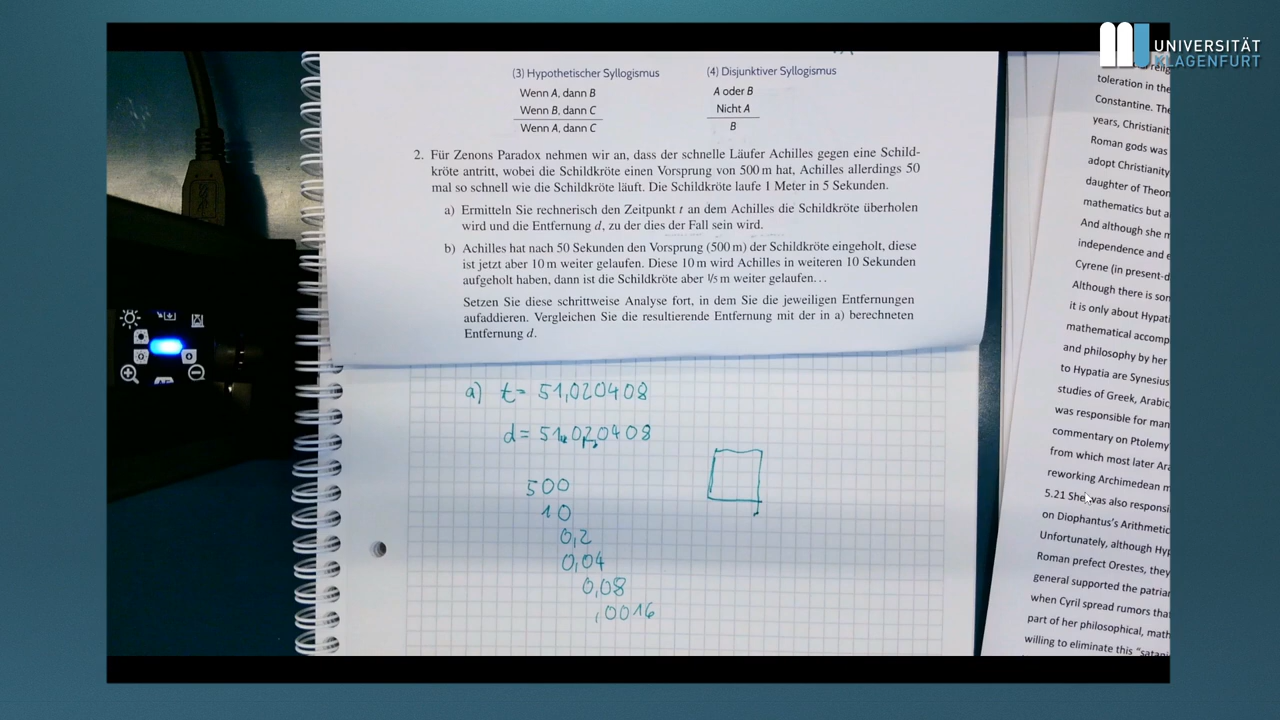 UNIVERSITÄT
KLAGENFURT
(3) Hypothetischer Syllogismus
Wenn A, dann B
Wenn B, dann C
Wenn A, dann C
(4) Disjunktiver Syllogismus
A oder B
Nicht A
B
2. Für Zenons Paradox nehmen wir an, dass der schnelle Läufer Achilles gegen eine Schild-
kröte antritt, wobei die Schildkröte einen Vorsprung von 500 m hat, Achilles allerdings 50
mal so schnell wie die Schildkröte läuft. Die Schildkröte laufe 1 Meter in 5 Sekunden.
a) Ermitteln Sie rechnerisch den Zeitpunkt t an dem Achilles die Schildkröte überholen
wird und die Entfernung d, zu der dies der Fall sein wird.
b) Achilles hat nach 50 Sekunden den Vorsprung (500 m) der Schildkröte eingeholt, diese
ist jetzt aber 10 m weiter gelaufen. Diese 10 m wird Achilles in weiteren 10 Sekunden
aufgeholt haben, dann ist die Schildkröte aber 1/5 m weiter gelaufen...
Setzen Sie diese schrittweise Analyse fort, in dem Sie die jeweiligen Entfernungen
aufaddieren. Vergleichen Sie die resultierende Entfernung mit der in a) berechneten
Entfernung d.
a) t = 51,020408
d = 510,20408
500
10
0,2
0,04
0,08
,0016
toleration in the
Constantine. The
years, Christianit
Roman gods was
adopt Christianity
daughter of Theon
mathematics but a
And although she m
independence and e
Cyrene (in present-d
Although there is som
it is only about Hypati
mathematical accomp
and philosophy by her
to Hypatia are Synesius
studies of Greek, Arabic
was responsible for man
commentary on Ptolemy
from which most later Ara
reworking Archimedean m
5.21 She was also responsi
on Diophantus's Arithmetic
Unfortunately, although Hyp
Roman prefect Orestes, they
general supported the patriar
when Cyril spread rumors tha
part of her philosophical, math
willing to eliminate this "satani